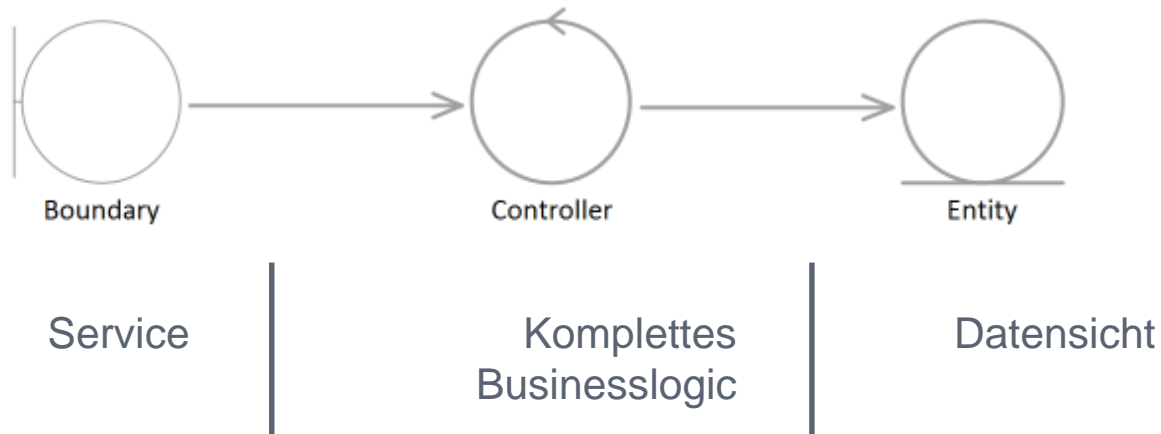 Boundary
Controller
Entity
Service
Komplettes
Businesslogic
Datensicht